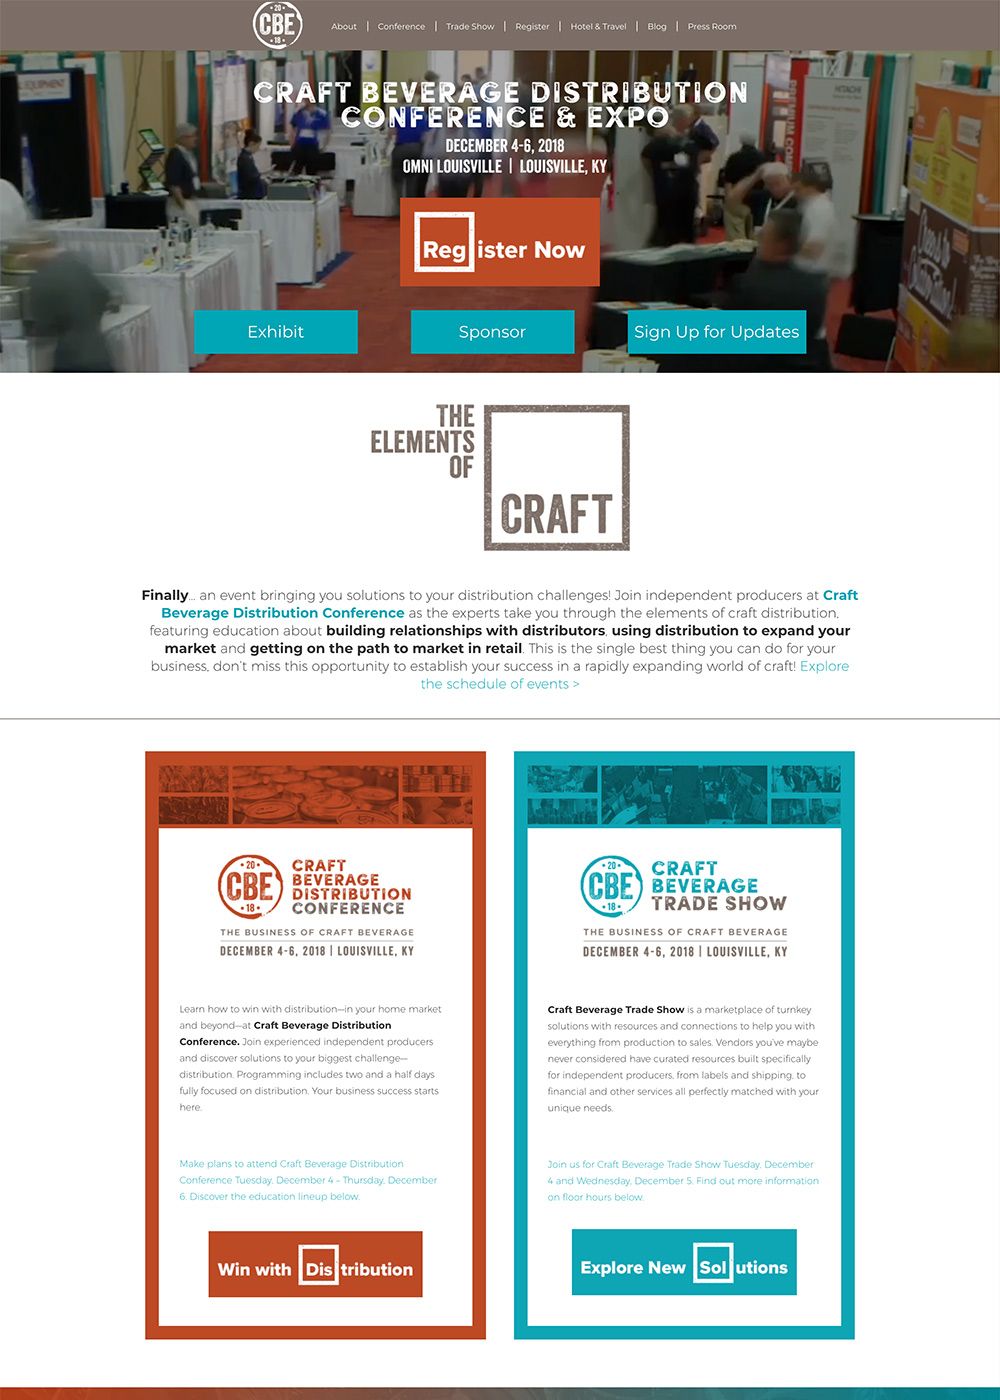 20
CBE
18
About | Conference | Trade Show | Register | Hotel & Travel | Blog | Press Room
CRAFT BEVERAGE DISTRIBUTION
CONFERENCE & EXPO
DECEMBER 4-6, 2018
OMNI LOUISVILLE | LOUISVILLE, KY
HITACHI
Register Now
Exhibit
Sponsor
Sign Up for Updates
THE
ELEMENTS
OF
CRAFT
Finally... an event bringing you solutions to your distribution challenges! Join independent producers at Craft
Beverage Distribution Conference as the experts take you through the elements of craft distribution,
featuring education about building relationships with distributors, using distribution to expand your
market and getting on the path to market in retail. This is the single best thing you can do for your
business, don't miss this opportunity to establish your success in a rapidly expanding world of craft! Explore
the schedule of events >
20
CBE
18
CRAFT
BEVERAGE
DISTRIBUTION
CONFERENCE
THE BUSINESS OF CRAFT BEVERAGE
DECEMBER 4-6, 2018 | LOUISVILLE, KY
Learn how to win with distribution—in your home market
and beyond—at Craft Beverage Distribution
Conference. Join experienced independent producers
and discover solutions to your biggest challenge—
distribution. Programming includes two and a half days
fully focused on distribution. Your business success starts
here.
Make plans to attend Craft Beverage Distribution
Conference Tuesday, December 4 – Thursday, December
6. Discover the education lineup below.
Win with Distribution
20
CBE
18
CRAFT
BEVERAGE
TRADE SHOW
THE BUSINESS OF CRAFT BEVERAGE
DECEMBER 4-6, 2018 | LOUISVILLE, KY
Craft Beverage Trade Show is a marketplace of turnkey
solutions with resources and connections to help you with
everything from production to sales. Vendors you've maybe
never considered have curated resources built specifically
for independent producers, from labels and shipping, to
financial and other services all perfectly matched with your
unique needs.
Join us for Craft Beverage Trade Show Tuesday, December
4 and Wednesday, December 5. Find out more information
on floor hours below.
Explore New Solutions